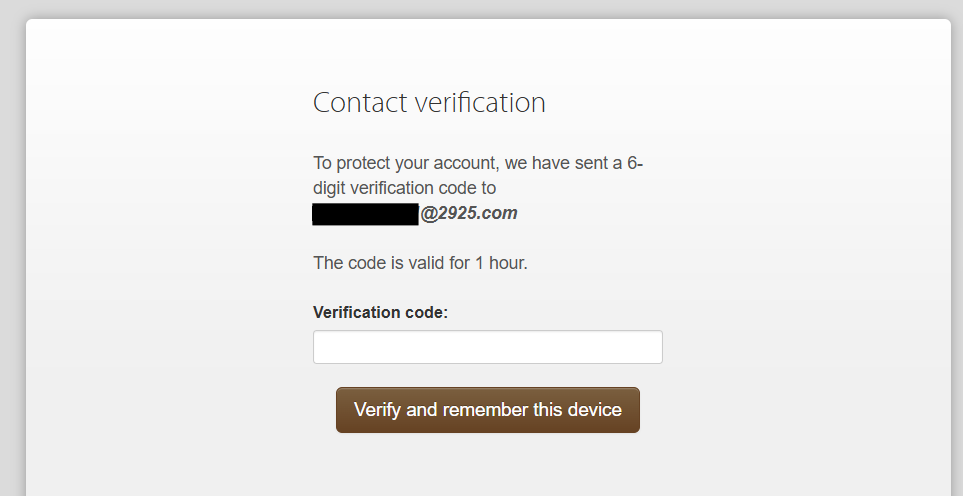 Contact verification
To protect your account, we have sent a 6-
digit verification code to
@2925.com
The code is valid for 1 hour.
Verification code:
Verify and remember this device